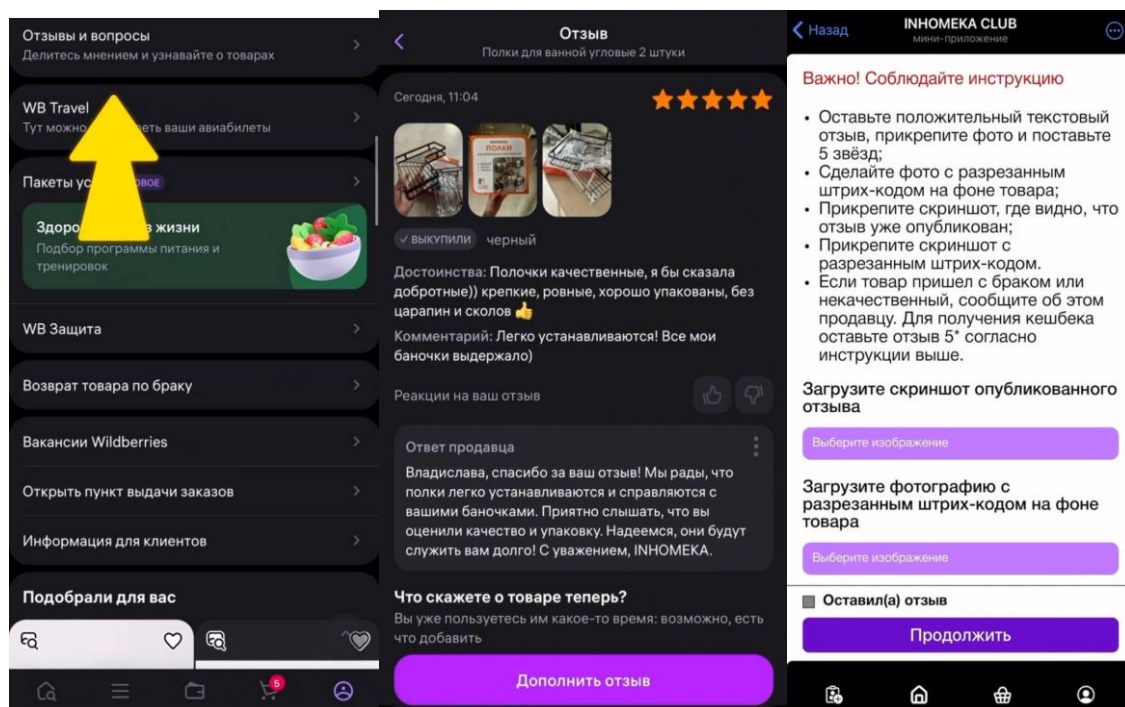 Отзывы и вопросы
Делитесь мнением и узнавайте о товарах
WB Travel
Тут можно ваши авиабилеты
Пакеты
Подбор программы питания и
тренировок
WB Защита
Возврат товара по браку
Вакансии Wildberries
Открыть пункт выдачи заказов
Информация для клиентов
Подобрали для вас
5
Отзыв
Полки для ванной угловые 2 штуки
Сегодня, 11:04
ПОЛКИ
ВЫКУПИЛИ черный
Достоинства: Полочки качественные, я бы сказала
добротные)) крепкие, ровные, хорошо упакованы, без
царапин и сколов 👍
Комментарий: Легко устанавливаются! Все мои
баночки выдержало)
Реакции на ваш отзыв
Ответ продавца
Владислава, спасибо за ваш отзыв! Мы рады, что
полки легко устанавливаются и справляются с
вашими баночками. Приятно слышать, что вы
оценили качество и упаковку. Надеемся, они будут
служить вам долго! С уважением, INHOMEKA.
Что скажете о товаре теперь?
Вы уже пользуетесь им какое-то время: возможно, есть
что добавить
Дополнить отзыв
Назад
INHOMEKA CLUB
мини-приложение
Важно! Соблюдайте инструкцию
• Оставьте положительный текстовый
отзыв, прикрепите фото и поставьте
5 звёзд;
• Сделайте фото с разрезанным
штрих-кодом на фоне товара;
• Прикрепите скриншот, где видно, что
отзыв уже опубликован;
• Прикрепите скриншот с
разрезанным штрих-кодом.
• Если товар пришел с браком или
некачественный, сообщите об этом
продавцу. Для получения кешбека
оставьте отзыв 5* согласно
инструкции выше.
Загрузите скриншот опубликованного
отзыва
Выберите изображение
Загрузите фотографию с
разрезанным штрих-кодом на фоне
товара
Выберите изображение
Оставил(а) отзыв
Продолжить